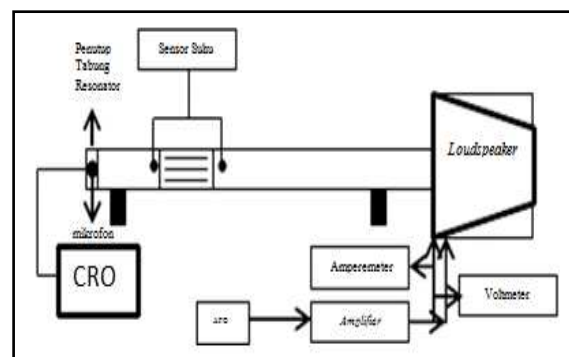 Penutup
Tabung
Resonator
Sensor Suhu
Loudspeaker
mikrofon
CRO
Amperemeter
Voltmeter
Amplifier